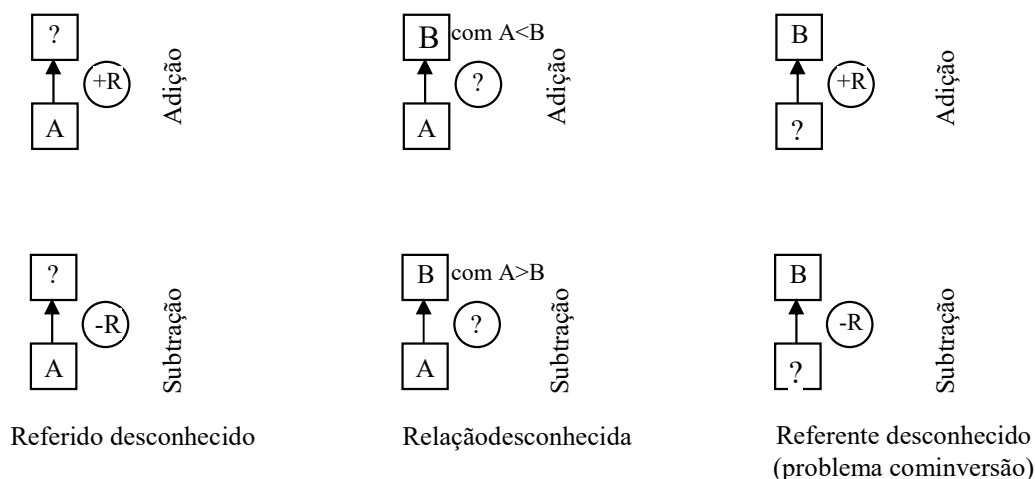 ?
+R
A
Adição
B com A<B
?
A
Adição
B
+R
?
Adição
?
-R
A
Subtração
B com A>B
?
A
Subtração
B
-R
?
Subtração
Referido desconhecido
Relaçãodesconhecida
Referente desconhecido
(problema cominversão)